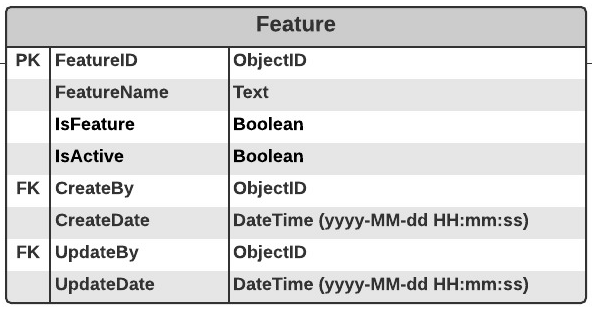 Feature
PK FeatureID ObjectID
FeatureName Text
IsFeature Boolean
IsActive Boolean
FK CreateBy ObjectID
CreateDate DateTime (yyyy-MM-dd HH:mm:ss)
FK UpdateBy ObjectID
UpdateDate DateTime (yyyy-MM-dd HH:mm:ss)